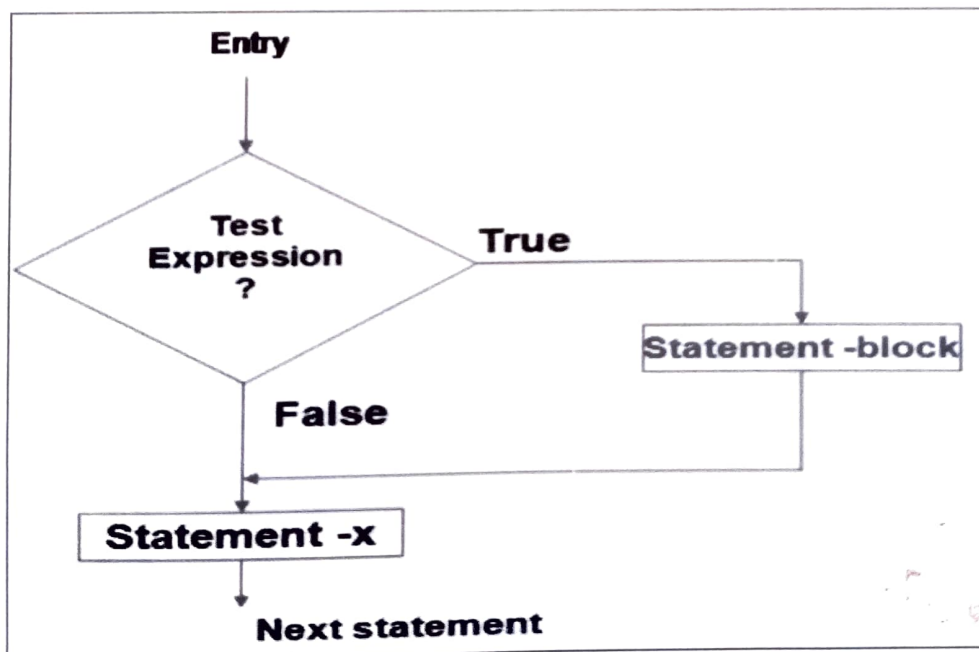 Entry
Test
Expression
?
True
Statement -block
False
Statement -x
Next statement